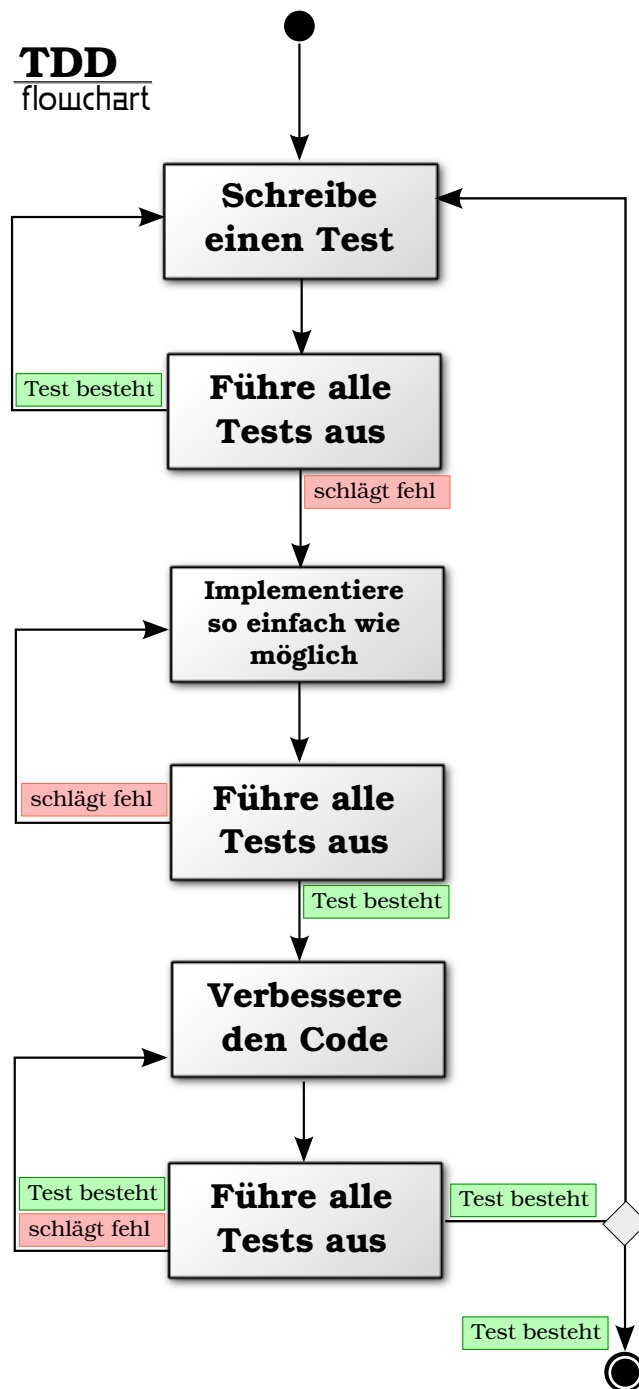 TDD
flowchart
Schreibe
einen Test
Test besteht
Führe alle
Tests aus
schlägt fehl
Implementiere
so einfach wie
möglich
schlägt fehl
Führe alle
Tests aus
Test besteht
Verbessere
den Code
Test besteht
schlägt fehl
Führe alle
Tests aus
Test besteht
Test besteht